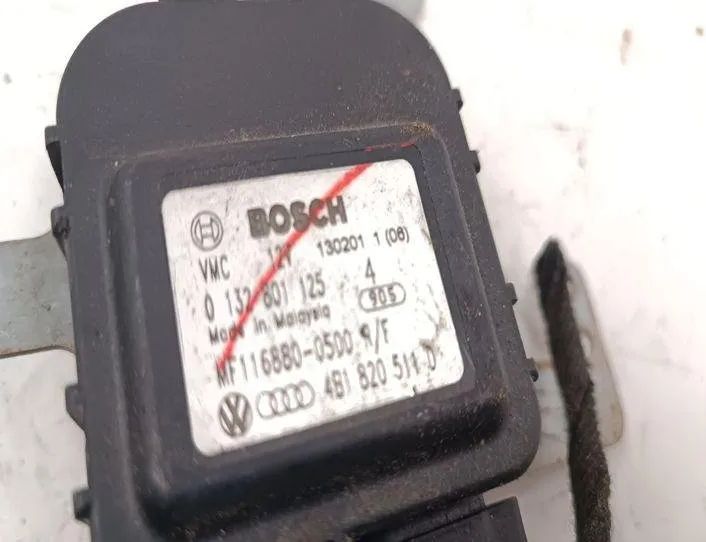 BOSCH
VMC 12V 130201 1 (06)
0 132 801 125 4
Made in Malaysia 905
MF116880-0500 R/F
4B1 820 511 D